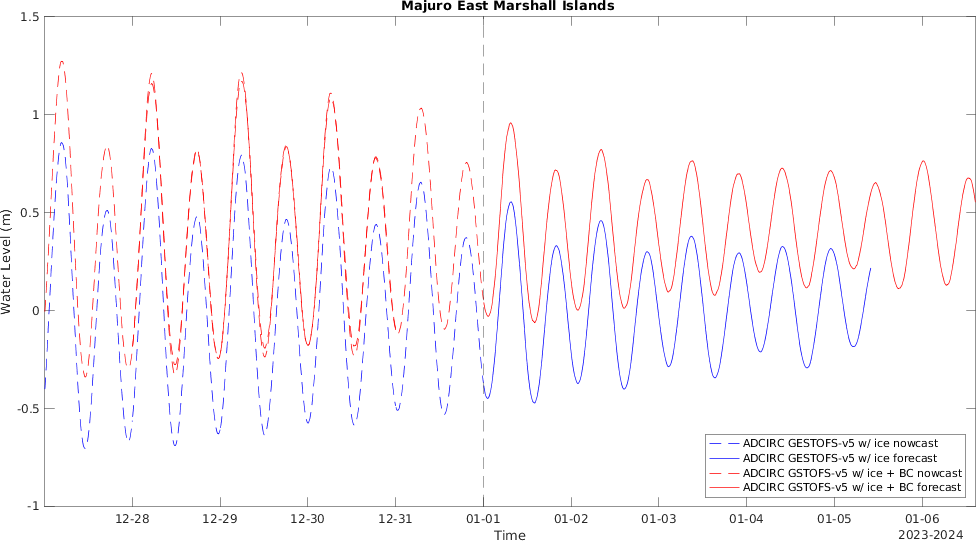 Majuro East Marshall Islands
1.5
1
0.5
0
-0.5
-1
Water Level (m)
12-28 12-29 12-30 12-31 01-01 01-02 01-03 01-04 01-05 01-06
Time
2023-2024
ADCIRC GESTOFS-v5 w/ ice nowcast
ADCIRC GESTOFS-v5 w/ ice forecast
ADCIRC GSTOFS-v5 w/ ice + BC nowcast
ADCIRC GSTOFS-v5 w/ ice + BC forecast